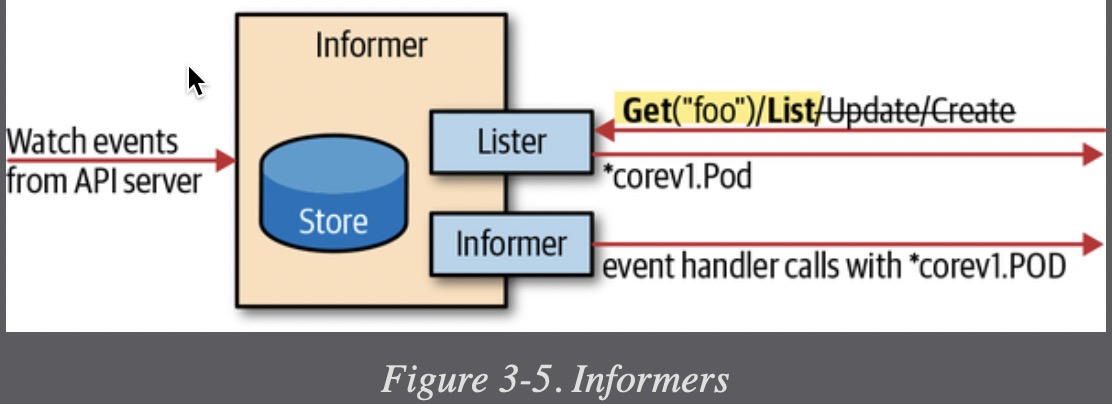 Informer
Watch events
from API server
Store
Lister
Get("foo")/List/Update/Create
*corev1.Pod
Informer
event handler calls with *corev1.POD
Figure 3-5. Informers